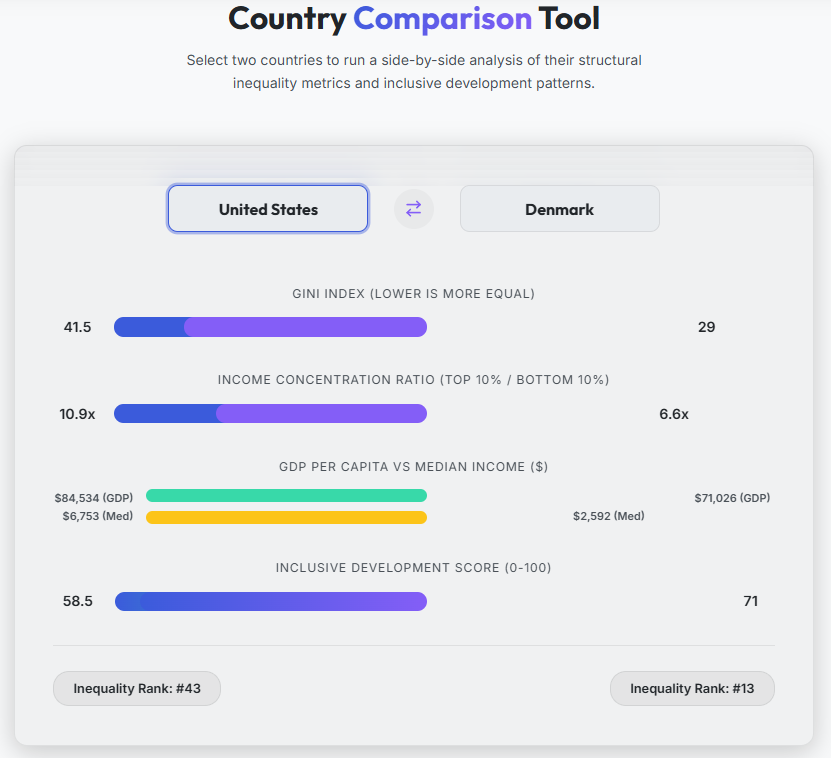 Country Comparison Tool
Select two countries to run a side-by-side analysis of their structural
inequality metrics and inclusive development patterns.
United States
Denmark
GINI INDEX (LOWER IS MORE EQUAL)
41.5
29
INCOME CONCENTRATION RATIO (TOP 10% / BOTTOM 10%)
10.9x
6.6x
GDP PER CAPITA VS MEDIAN INCOME ($)
$84,534 (GDP)
$71,026 (GDP)
$6,753 (Med)
$2,592 (Med)
INCLUSIVE DEVELOPMENT SCORE (0-100)
58.5
71
Inequality Rank: #43
Inequality Rank: #13